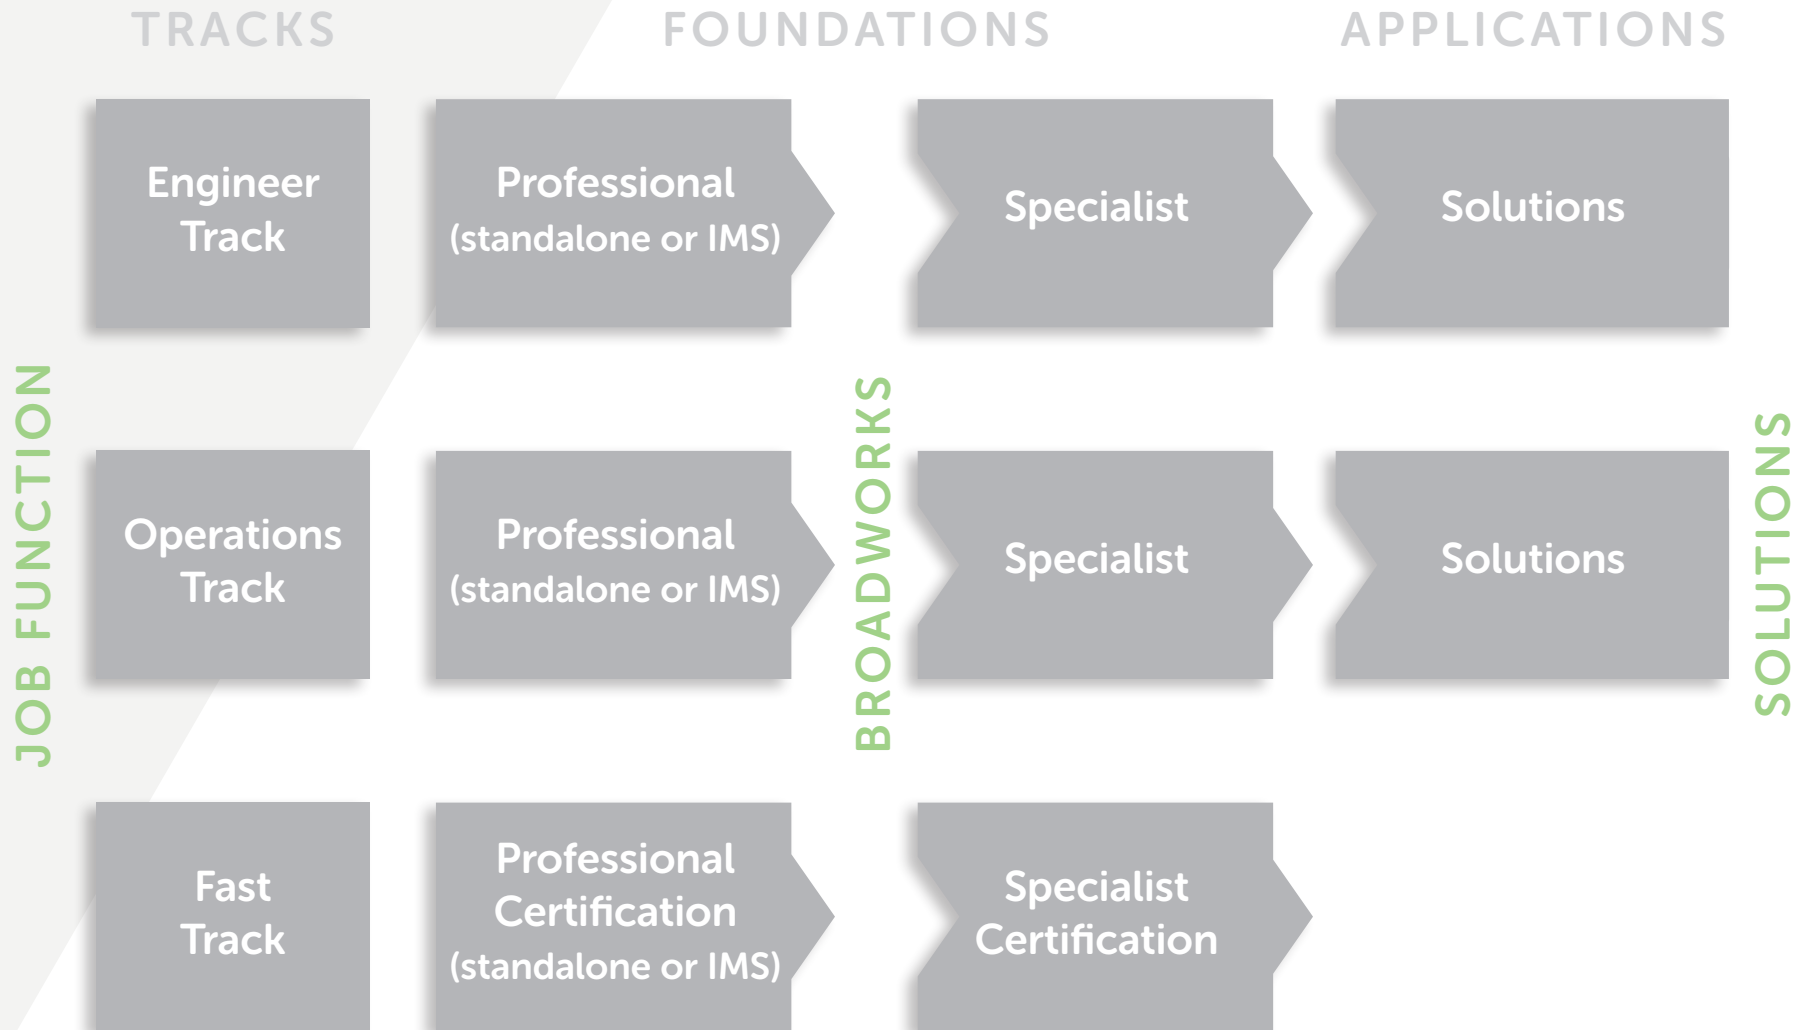 TRACKS
FOUNDATIONS
APPLICATIONS
JOB FUNCTION
Engineer
Track
Professional
(standalone or IMS)
Specialist
Solutions
Operations
Track
Professional
(standalone or IMS)
BROADWORKS
Specialist
Solutions
SOLUTIONS
Fast
Track
Professional
Certification
(standalone or IMS)
Specialist
Certification